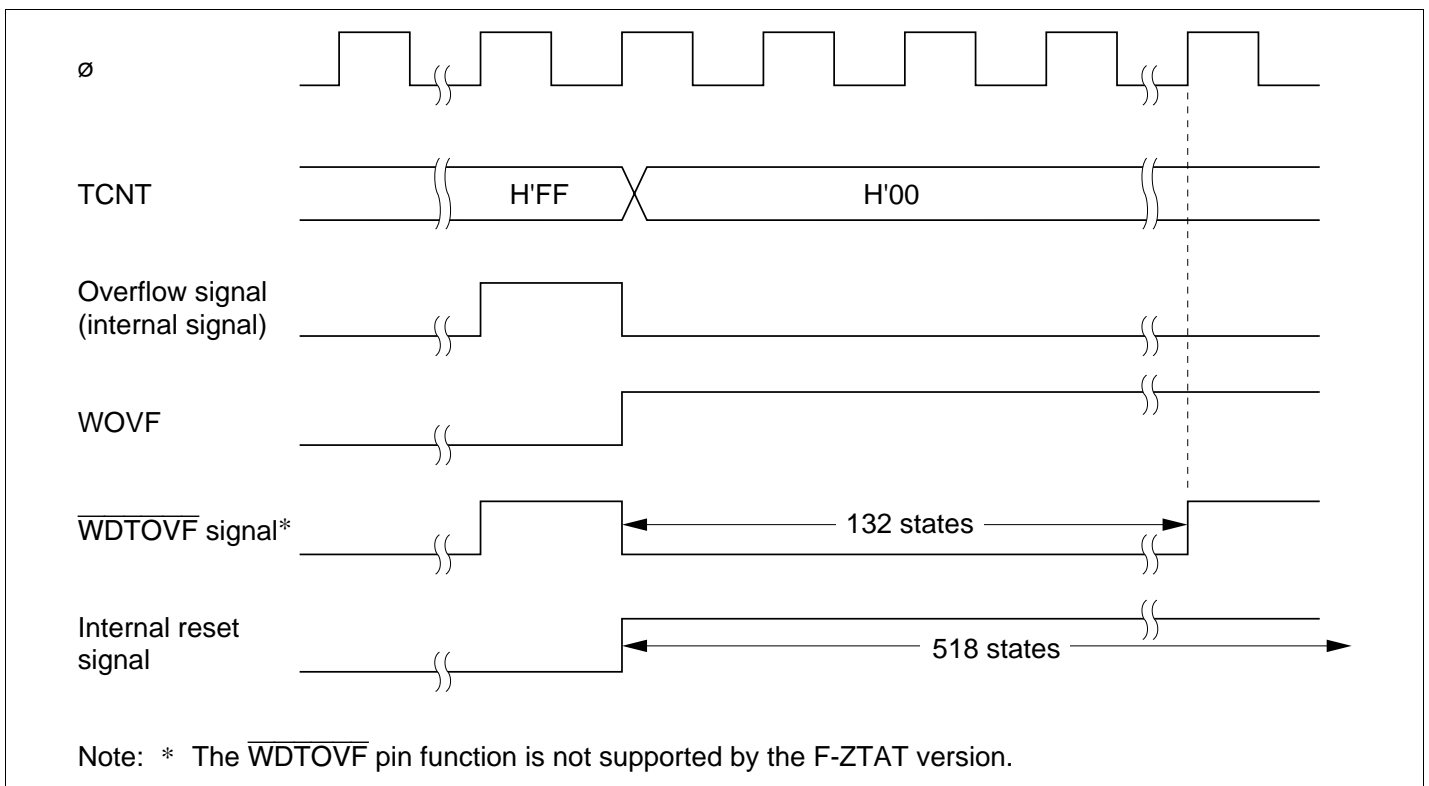 ø
TCNT
H'FF
H'00
Overflow signal
(internal signal)
WOVF
WDTOVF signal*
132 states
Internal reset
signal
518 states
Note: * The WDTOVF pin function is not supported by the F-ZTAT version.